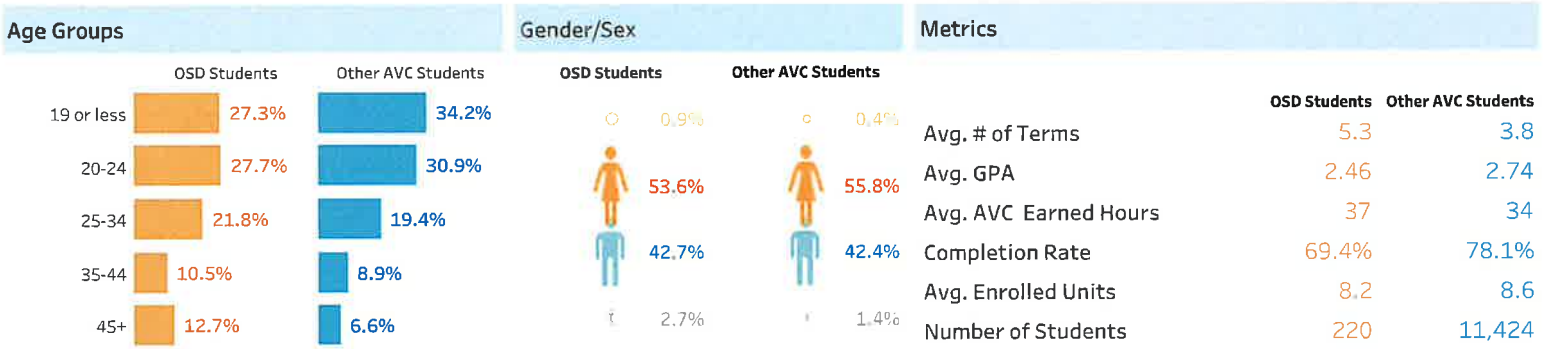 Age Groups
OSD Students Other AVC Students
19 or less 27.3% 34.2%
20-24 27.7% 30.9%
25-34 21.8% 19.4%
35-44 10.5% 8.9%
45+ 12.7% 6.6%
Gender/Sex
OSD Students Other AVC Students
0.9% 0.4%
53.6% 55.8%
42.7% 42.4%
2.7% 1.4%
Metrics
OSD Students Other AVC Students
Avg. # of Terms 5.3 3.8
Avg. GPA 2.46 2.74
Avg. AVC Earned Hours 37 34
Completion Rate 69.4% 78.1%
Avg. Enrolled Units 8.2 8.6
Number of Students 220 11,424